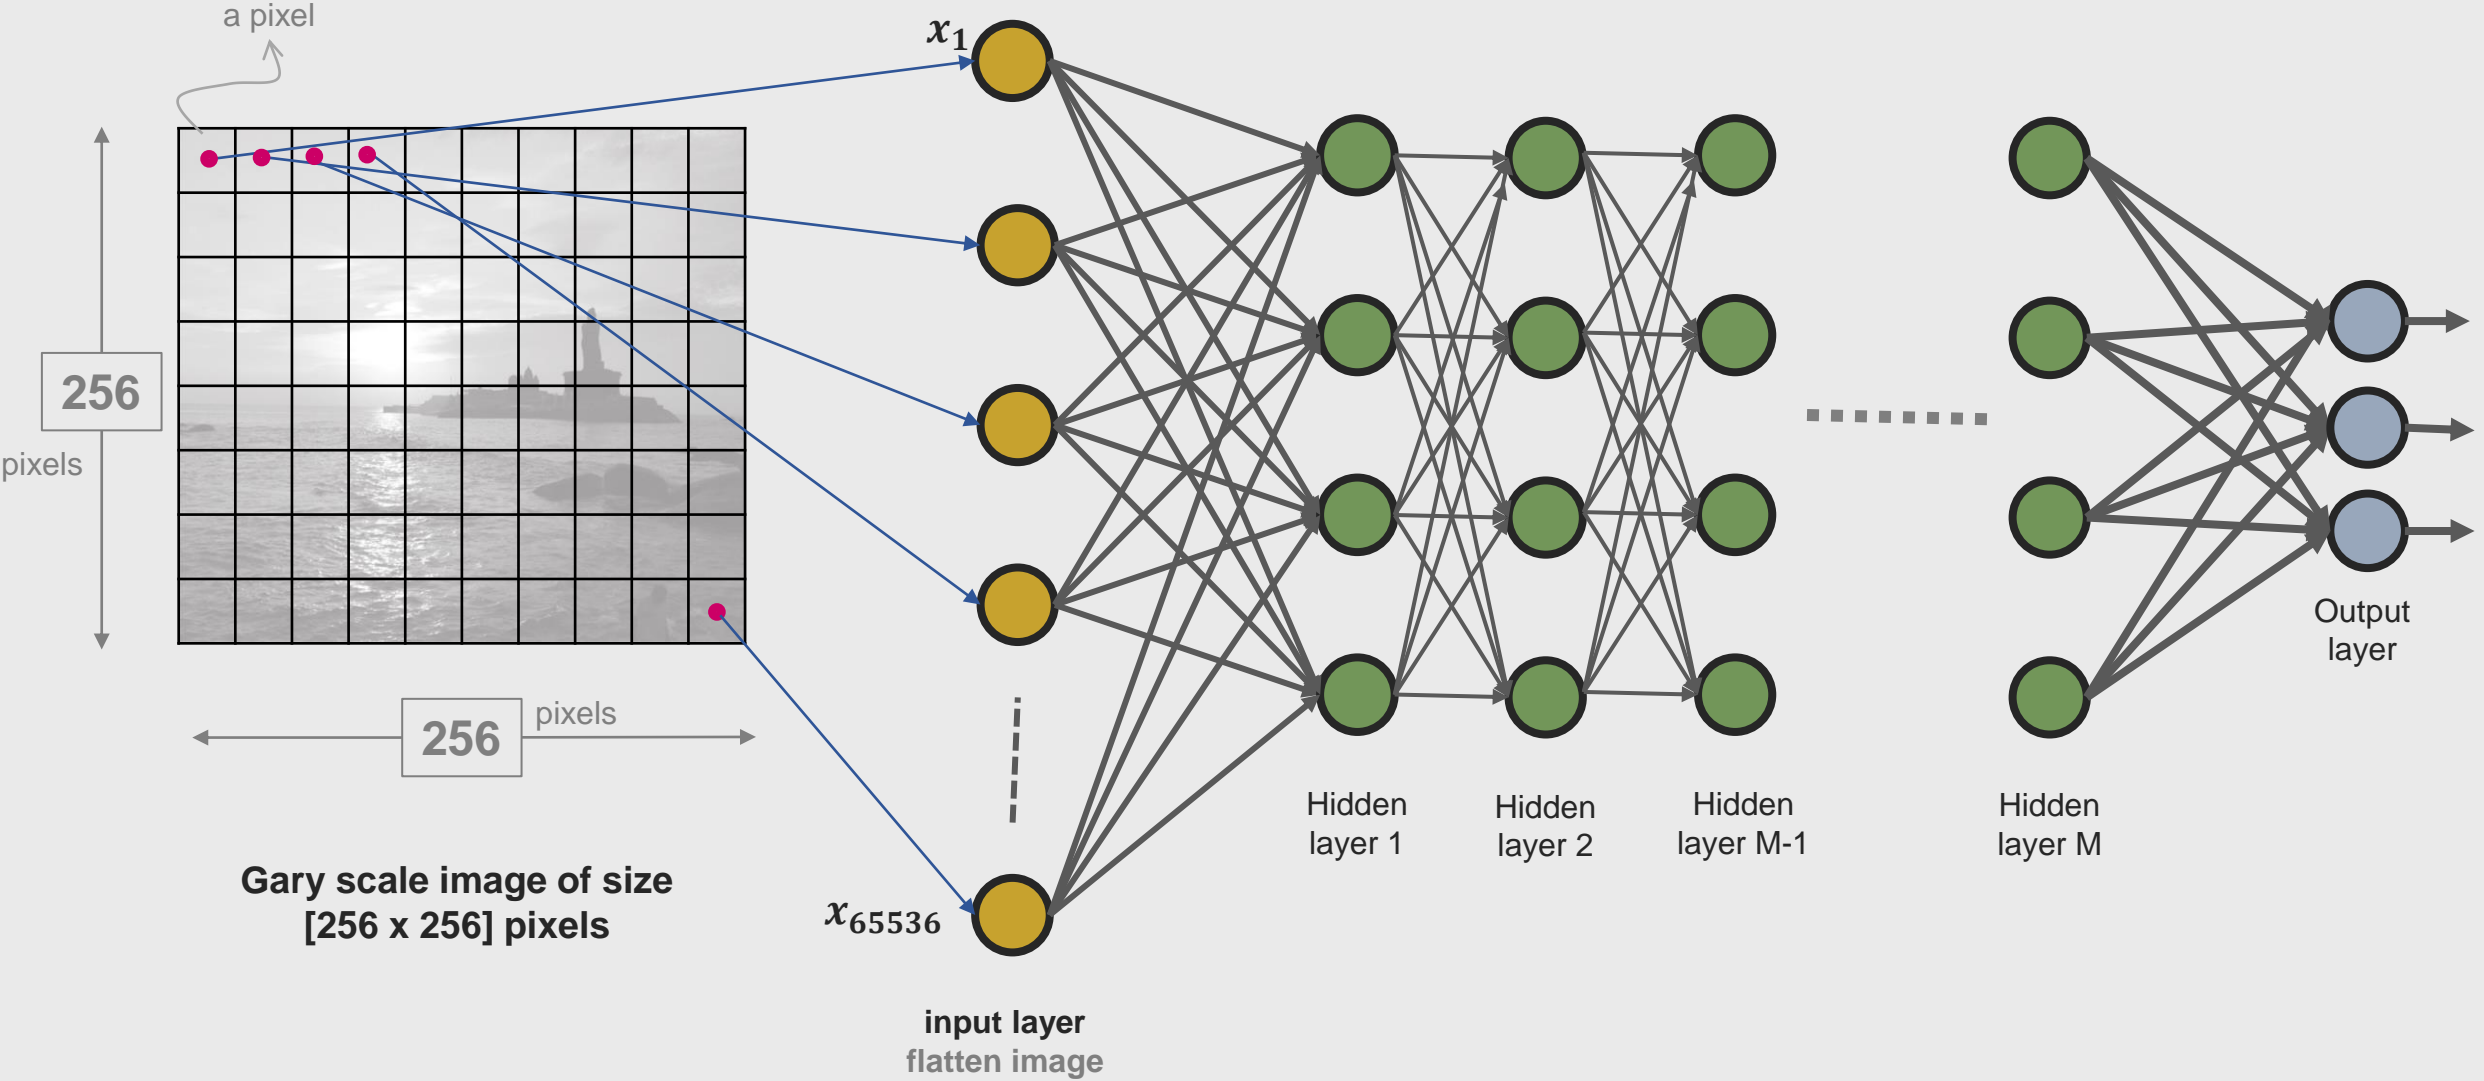 a pixel
256
pixels
256
pixels
Gary scale image of size
[256 x 256] pixels
x₁
x₆₅₅₃₆
input layer
flatten image
Hidden
layer 1
Hidden
layer 2
Hidden
layer M-1
Hidden
layer M
Output
layer